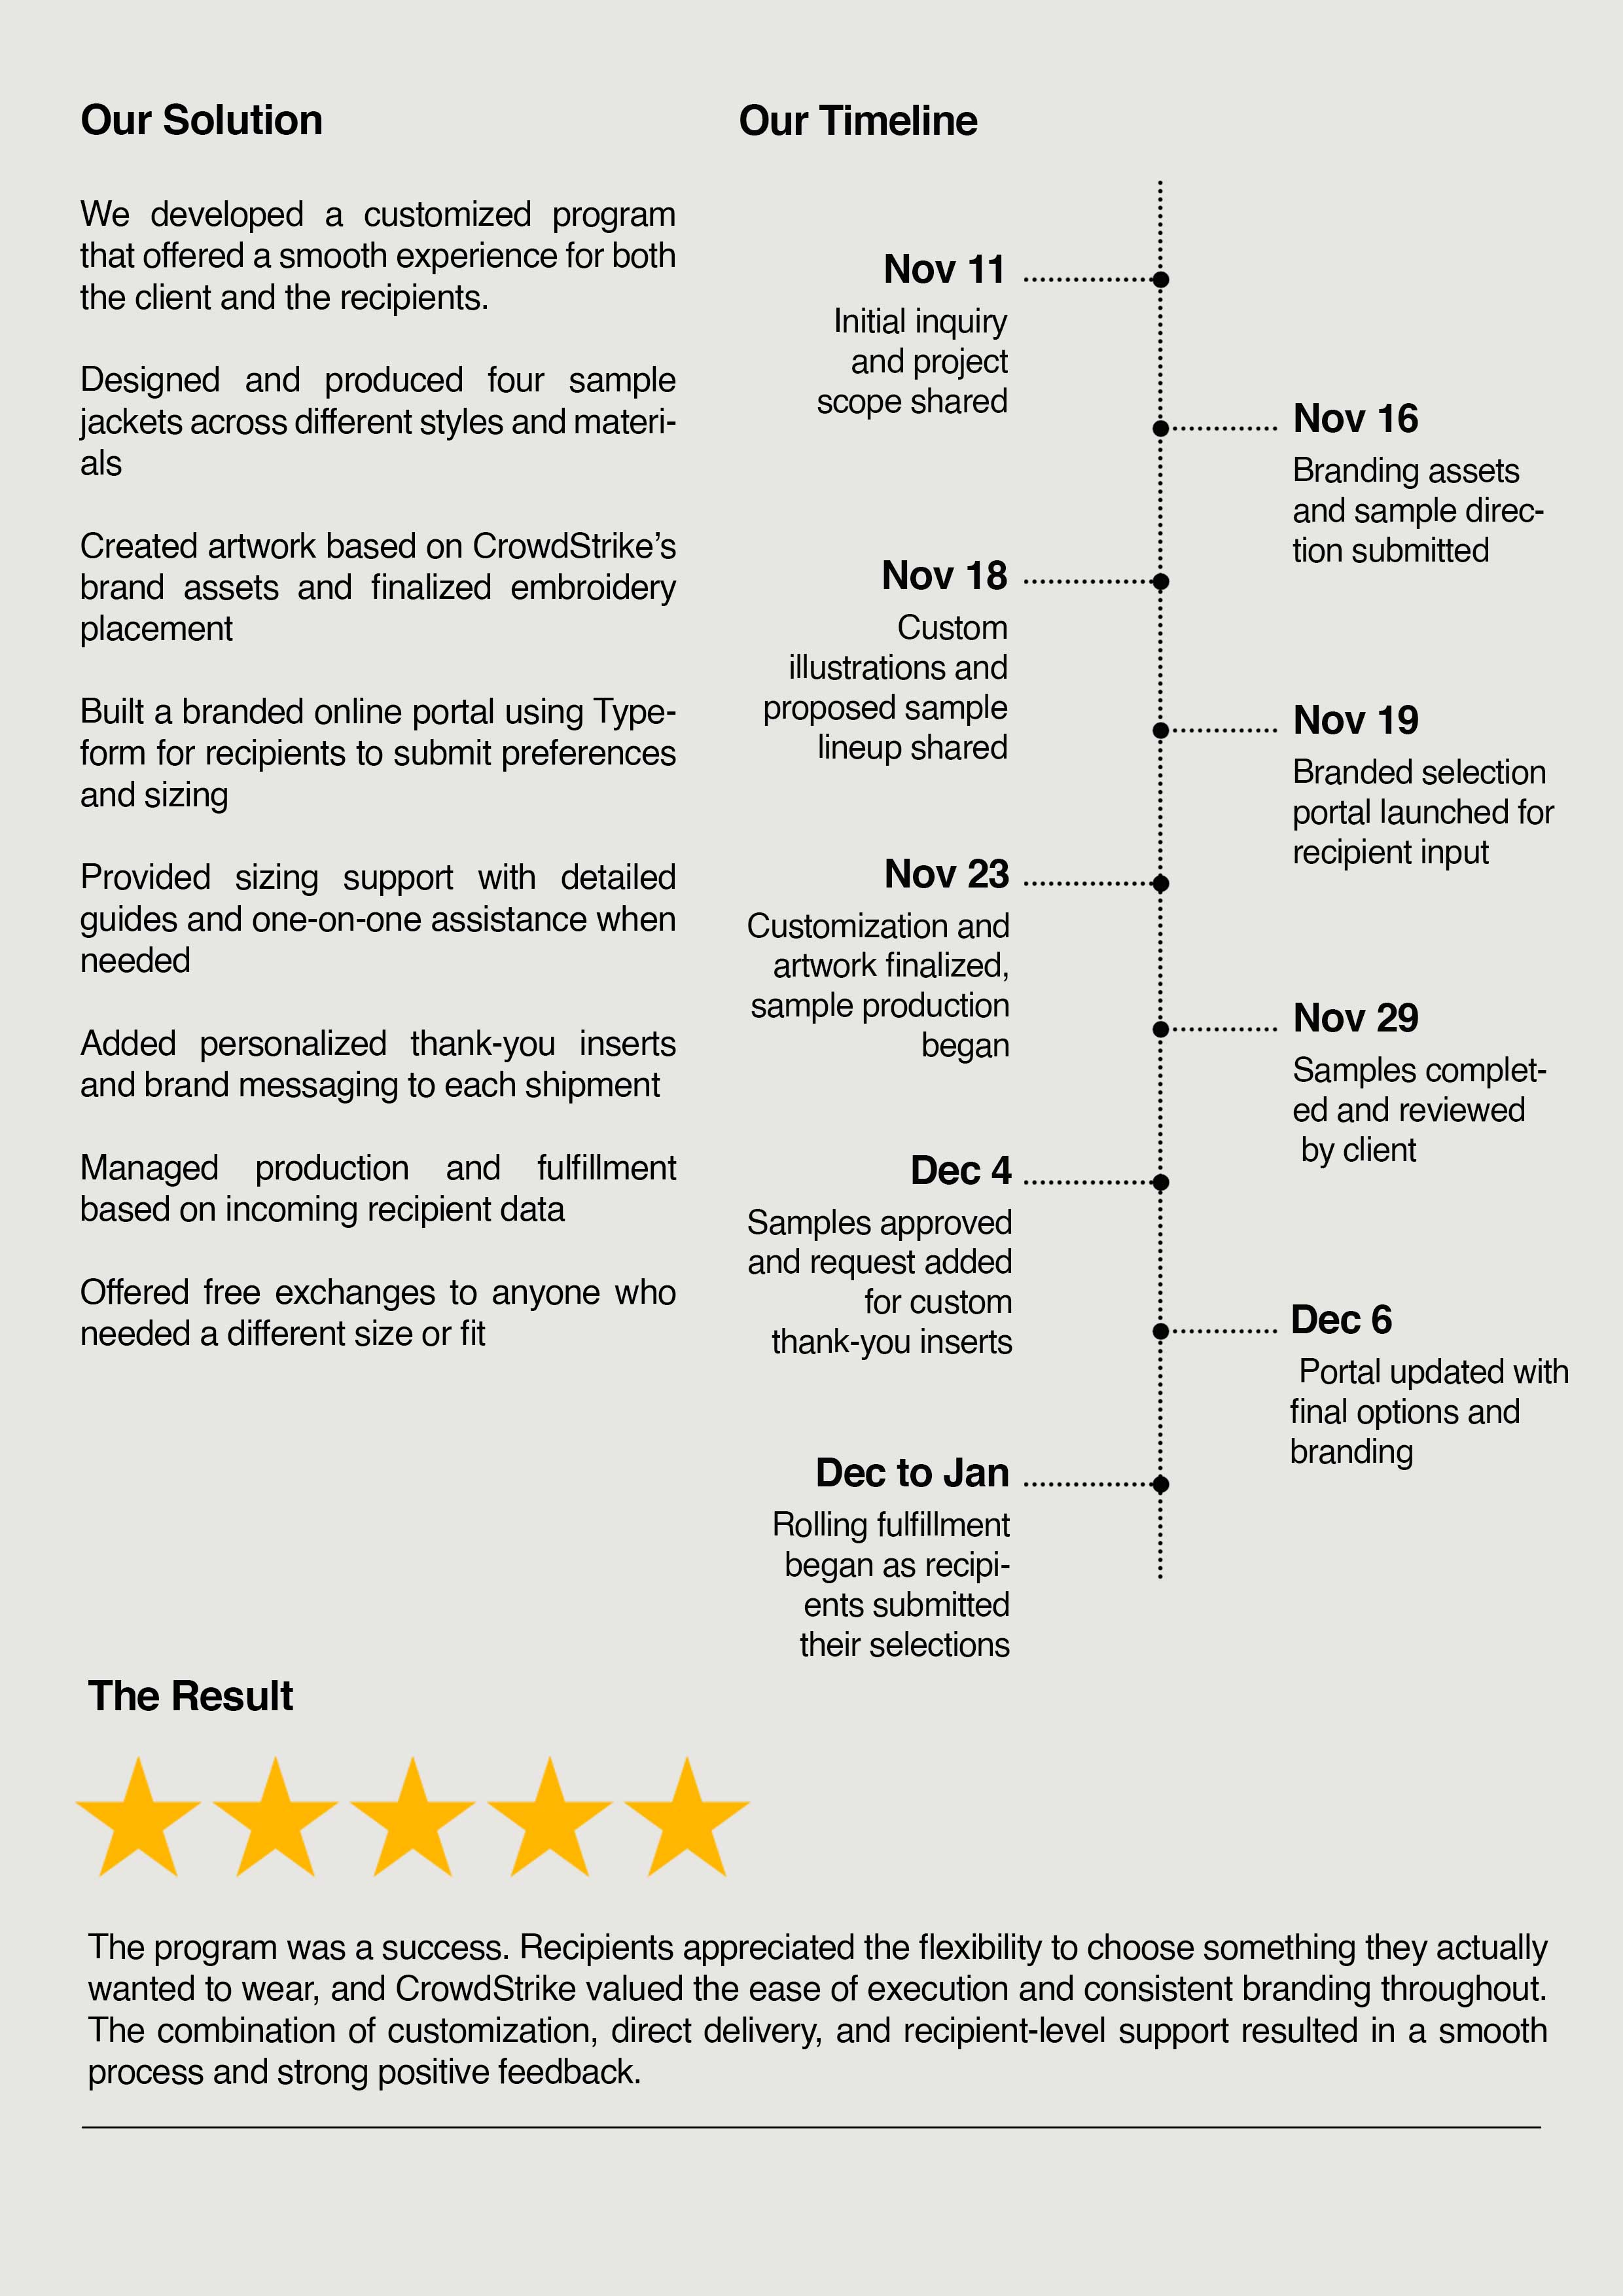 Our Solution
We developed a customized program
that offered a smooth experience for both
the client and the recipients.
Designed and produced four sample
jackets across different styles and materi-
als
Created artwork based on CrowdStrike’s
brand assets and finalized embroidery
placement
Built a branded online portal using Type-
form for recipients to submit preferences
and sizing
Provided sizing support with detailed
guides and one-on-one assistance when
needed
Added personalized thank-you inserts
and brand messaging to each shipment
Managed production and fulfillment
based on incoming recipient data
Offered free exchanges to anyone who
needed a different size or fit
Our Timeline
Nov 11
Initial inquiry
and project
scope shared
Nov 16
Branding assets
and sample direc-
tion submitted
Nov 18
Custom
illustrations and
proposed sample
lineup shared
Nov 19
Branded selection
portal launched for
recipient input
Nov 23
Customization and
artwork finalized,
sample production
began
Nov 29
Samples complet-
ed and reviewed
by client
Dec 4
Samples approved
and request added
for custom
thank-you inserts
Dec 6
Portal updated with
final options and
branding
Dec to Jan
Rolling fulfillment
began as recipi-
ents submitted
their selections
The Result
The program was a success. Recipients appreciated the flexibility to choose something they actually
wanted to wear, and CrowdStrike valued the ease of execution and consistent branding throughout.
The combination of customization, direct delivery, and recipient-level support resulted in a smooth
process and strong positive feedback.